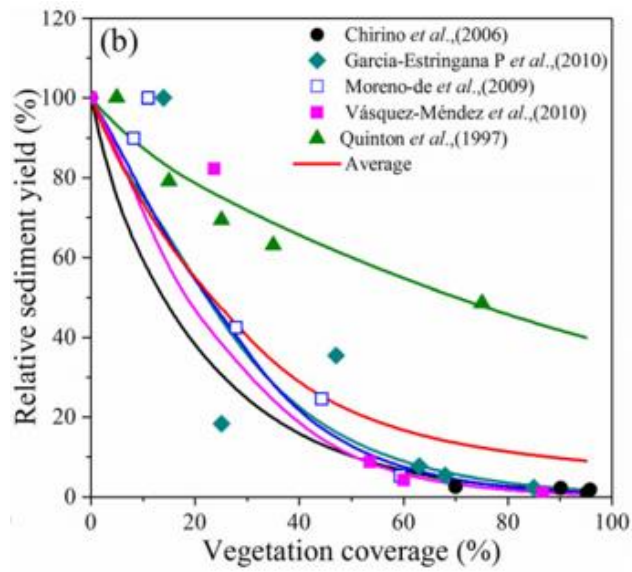 (b)
Chirino et al.,(2006)
Garcia-Estringana P et al.,(2010)
Moreno-de et al.,(2009)
Vásquez-Méndez et al.,(2010)
Quinton et al.,(1997)
Average
Relative sediment yield (%)
120
100
80
60
40
20
0
0 20 40 60 80 100
Vegetation coverage (%)